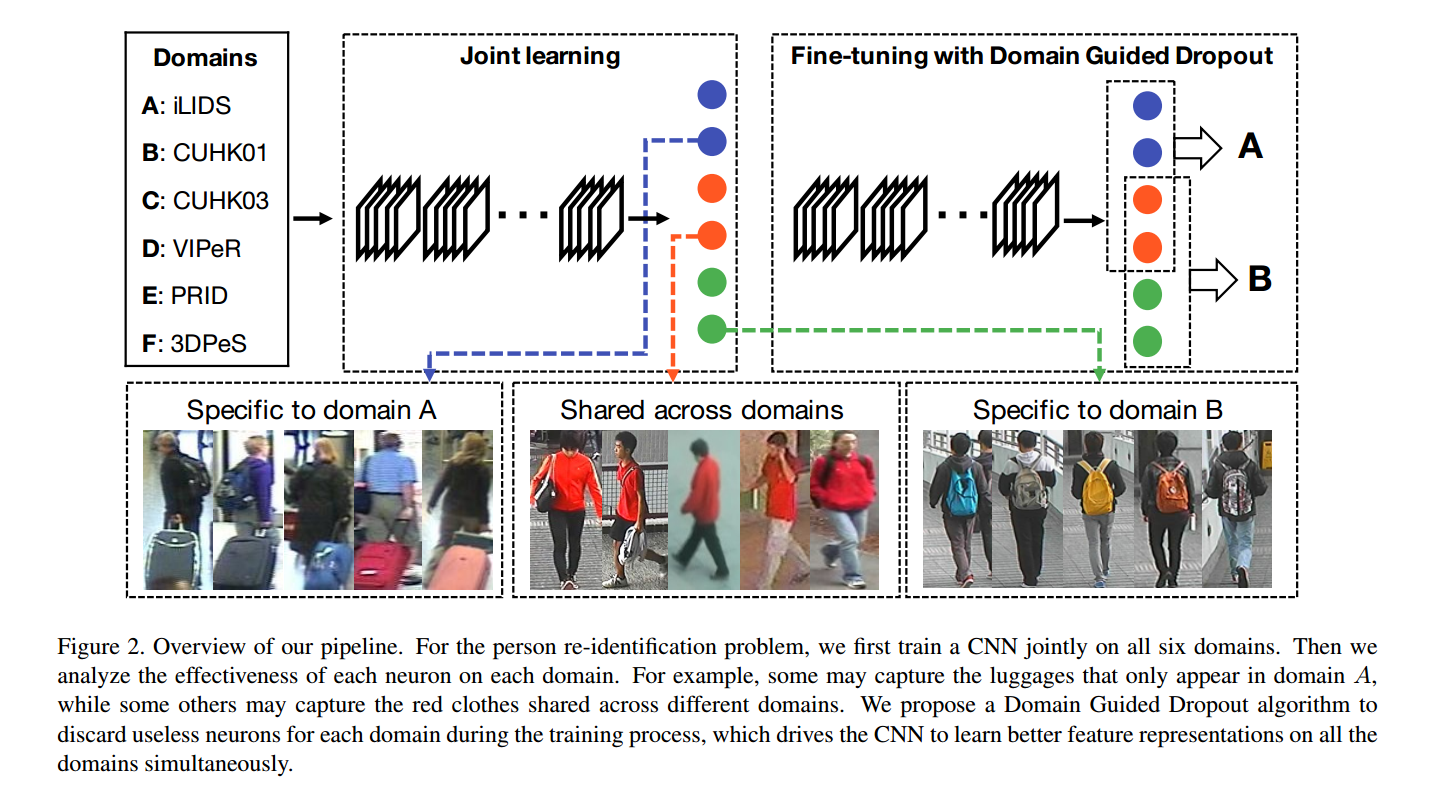 Domains
A: iLIDS
B: CUHK01
C: CUHK03
D: VIPeR
E: PRID
F: 3DPeS
Joint learning
Fine-tuning with Domain Guided Dropout
A
B
Specific to domain A
Shared across domains
Specific to domain B
Figure 2. Overview of our pipeline. For the person re-identification problem, we first train a CNN jointly on all six domains. Then we
analyze the effectiveness of each neuron on each domain. For example, some may capture the luggages that only appear in domain A,
while some others may capture the red clothes shared across different domains. We propose a Domain Guided Dropout algorithm to
discard useless neurons for each domain during the training process, which drives the CNN to learn better feature representations on all the
domains simultaneously.